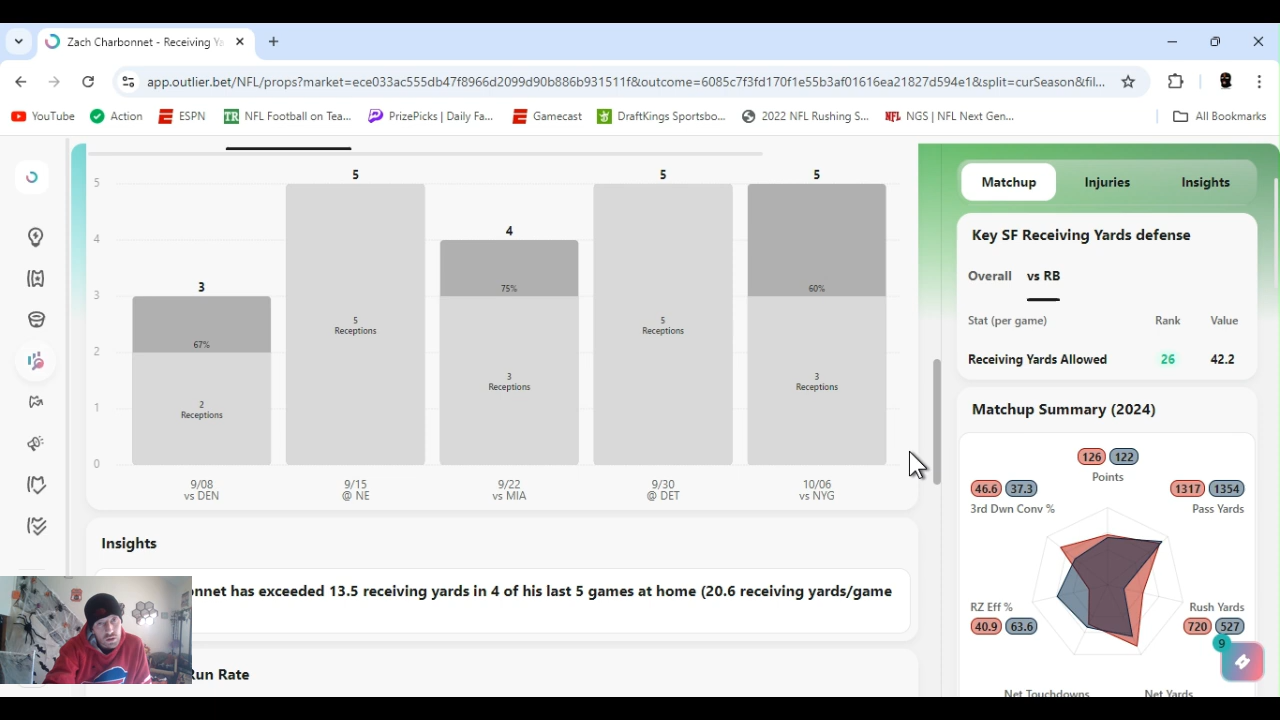 Zach Charbonnet - Receiving Ya
app.outlier.bet/NFL/props?market=ece033ac555db47f8966d2099d90b886b931511f&outcome=6085c7f3fd170f1e55b3af01616ea21827d594e1&split=curSeason&fil...
YouTube
Action
ESPN
NFL Football on Tea...
PrizePicks | Daily Fa...
Gamecast
DraftKings Sportsbo...
2022 NFL Rushing S...
NGS | NFL Next Gen...
All Bookmarks
5
4
3
2
1
0
3
5
4
5
5
67%
2
Receptions
5
Receptions
75%
3
Receptions
5
Receptions
60%
3
Receptions
9/08
vs DEN
9/15
@ NE
9/22
vs MIA
9/30
@ DET
10/06
vs NYG
Insights
onnet has exceeded 13.5 receiving yards in 4 of his last 5 games at home (20.6 receiving yards/game
Run Rate
Matchup
Injuries
Insights
Key SF Receiving Yards defense
Overall vs RB
Stat (per game) Rank Value
Receiving Yards Allowed 26 42.2
Matchup Summary (2024)
126 122
Points
46.6 37.3
3rd Dwn Conv %
1317 1354
Pass Yards
RZ Eff %
40.9 63.6
Rush Yards
720 527
9
Net Touchdowns
Net Yards